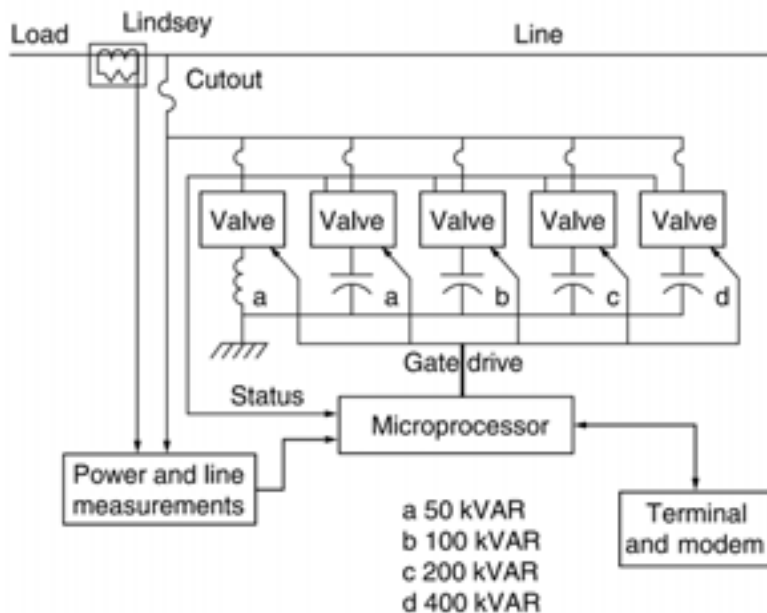 Lindsey
Load
Line
Cutout
Valve Valve Valve Valve Valve
a a b c d
Gate drive
Status
Microprocessor
Power and line
measurements
a 50 kVAR
b 100 kVAR
c 200 kVAR
d 400 kVAR
Terminal
and modem